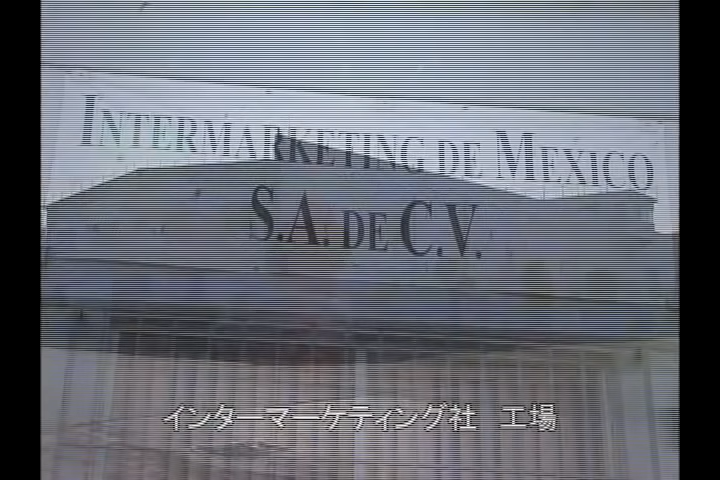 INTERMARKETING DE MEXICO
S.A. DE C.V.
インターマーケティング社 工場